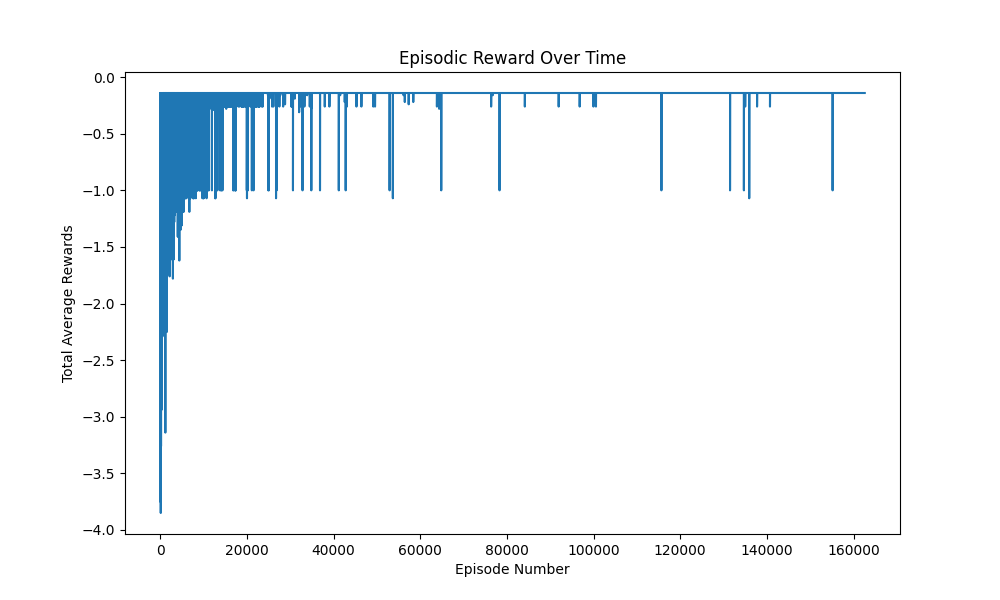 Episodic Reward Over Time
0.0
−0.5
−1.0
−1.5
−2.0
−2.5
−3.0
−3.5
−4.0
Total Average Rewards
0 20000 40000 60000 80000 100000 120000 140000 160000
Episode Number